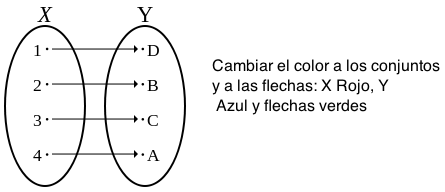 X Y
1 D
2 B
3 C
4 A
Cambiar el color a los conjuntos
y a las flechas: X Rojo, Y
Azul y flechas verdes